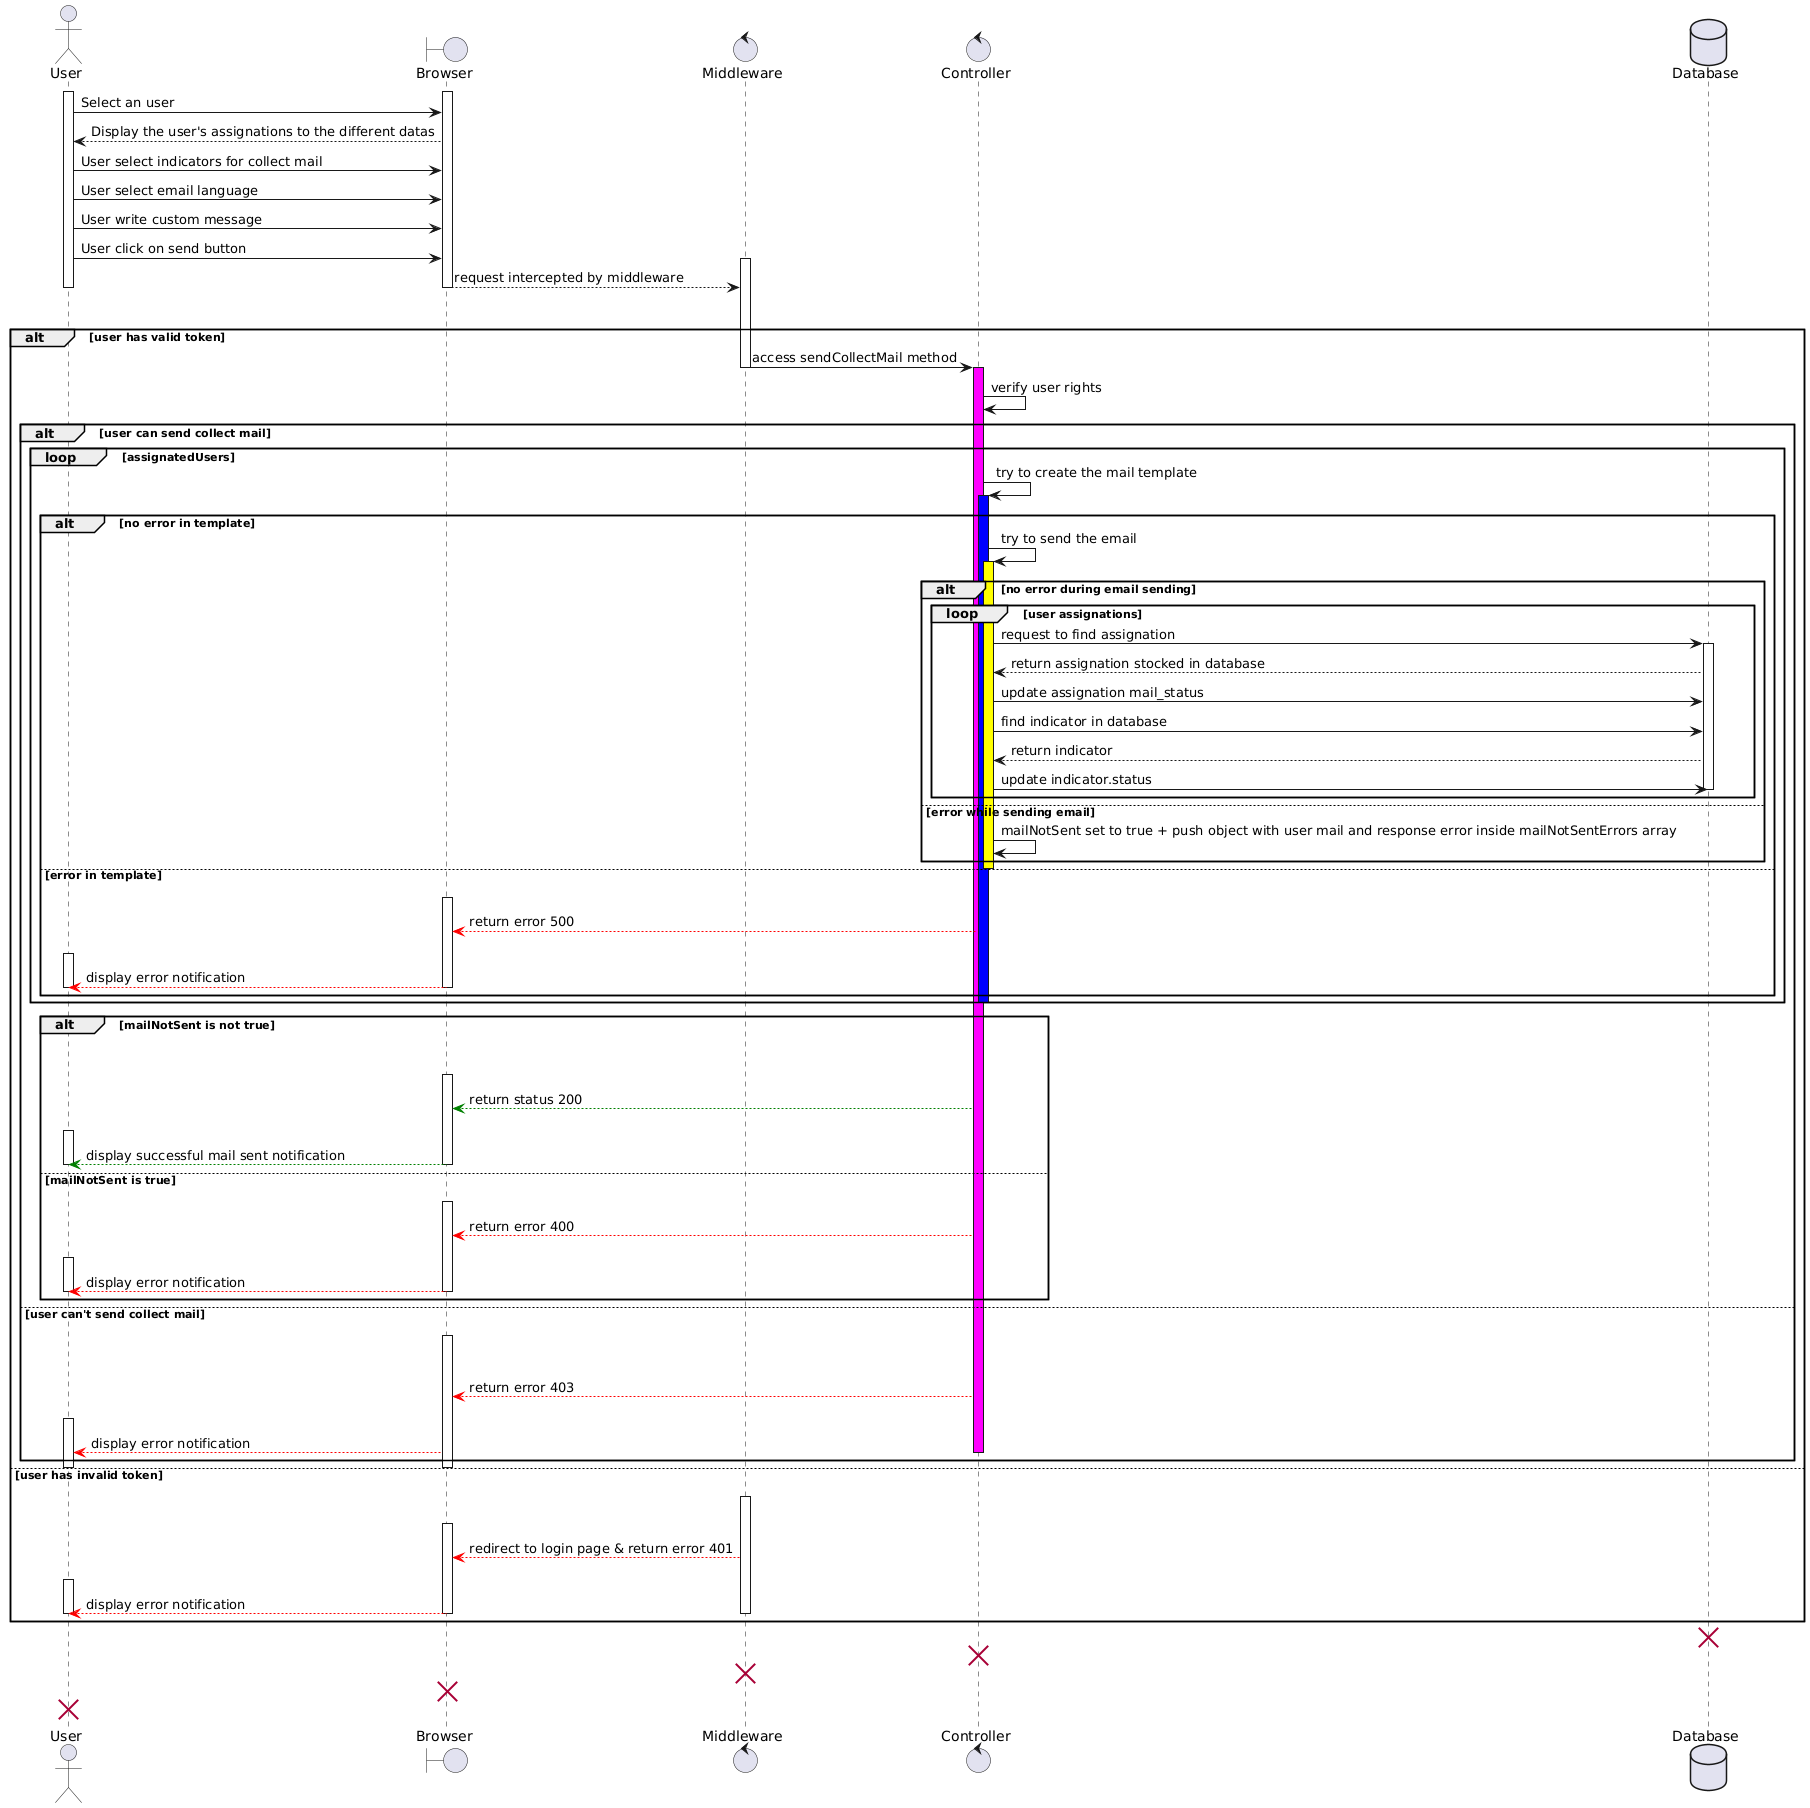 User
Browser
Middleware
Controller
Database
Select an user
Display the user's assignations to the different datas
User select indicators for collect mail
User select email language
User write custom message
User click on send button
request intercepted by middleware
alt [user has valid token]
access sendCollectMail method
verify user rights
alt [user can send collect mail]
loop [assignatedUsers]
try to create the mail template
alt [no error in template]
try to send the email
alt [no error during email sending]
loop [user assignations]
request to find assignation
return assignation stocked in database
update assignation mail_status
find indicator in database
return indicator
update indicator.status
[error while sending email]
mailNotSent set to true + push object with user mail and response error inside mailNotSentErrors array
[error in template]
return error 500
display error notification
alt [mailNotSent is not true]
return status 200
display successful mail sent notification
[mailNotSent is true]
return error 400
display error notification
[user can't send collect mail]
return error 403
display error notification
[user has invalid token]
redirect to login page & return error 401
display error notification
User
Browser
Middleware
Controller
Database